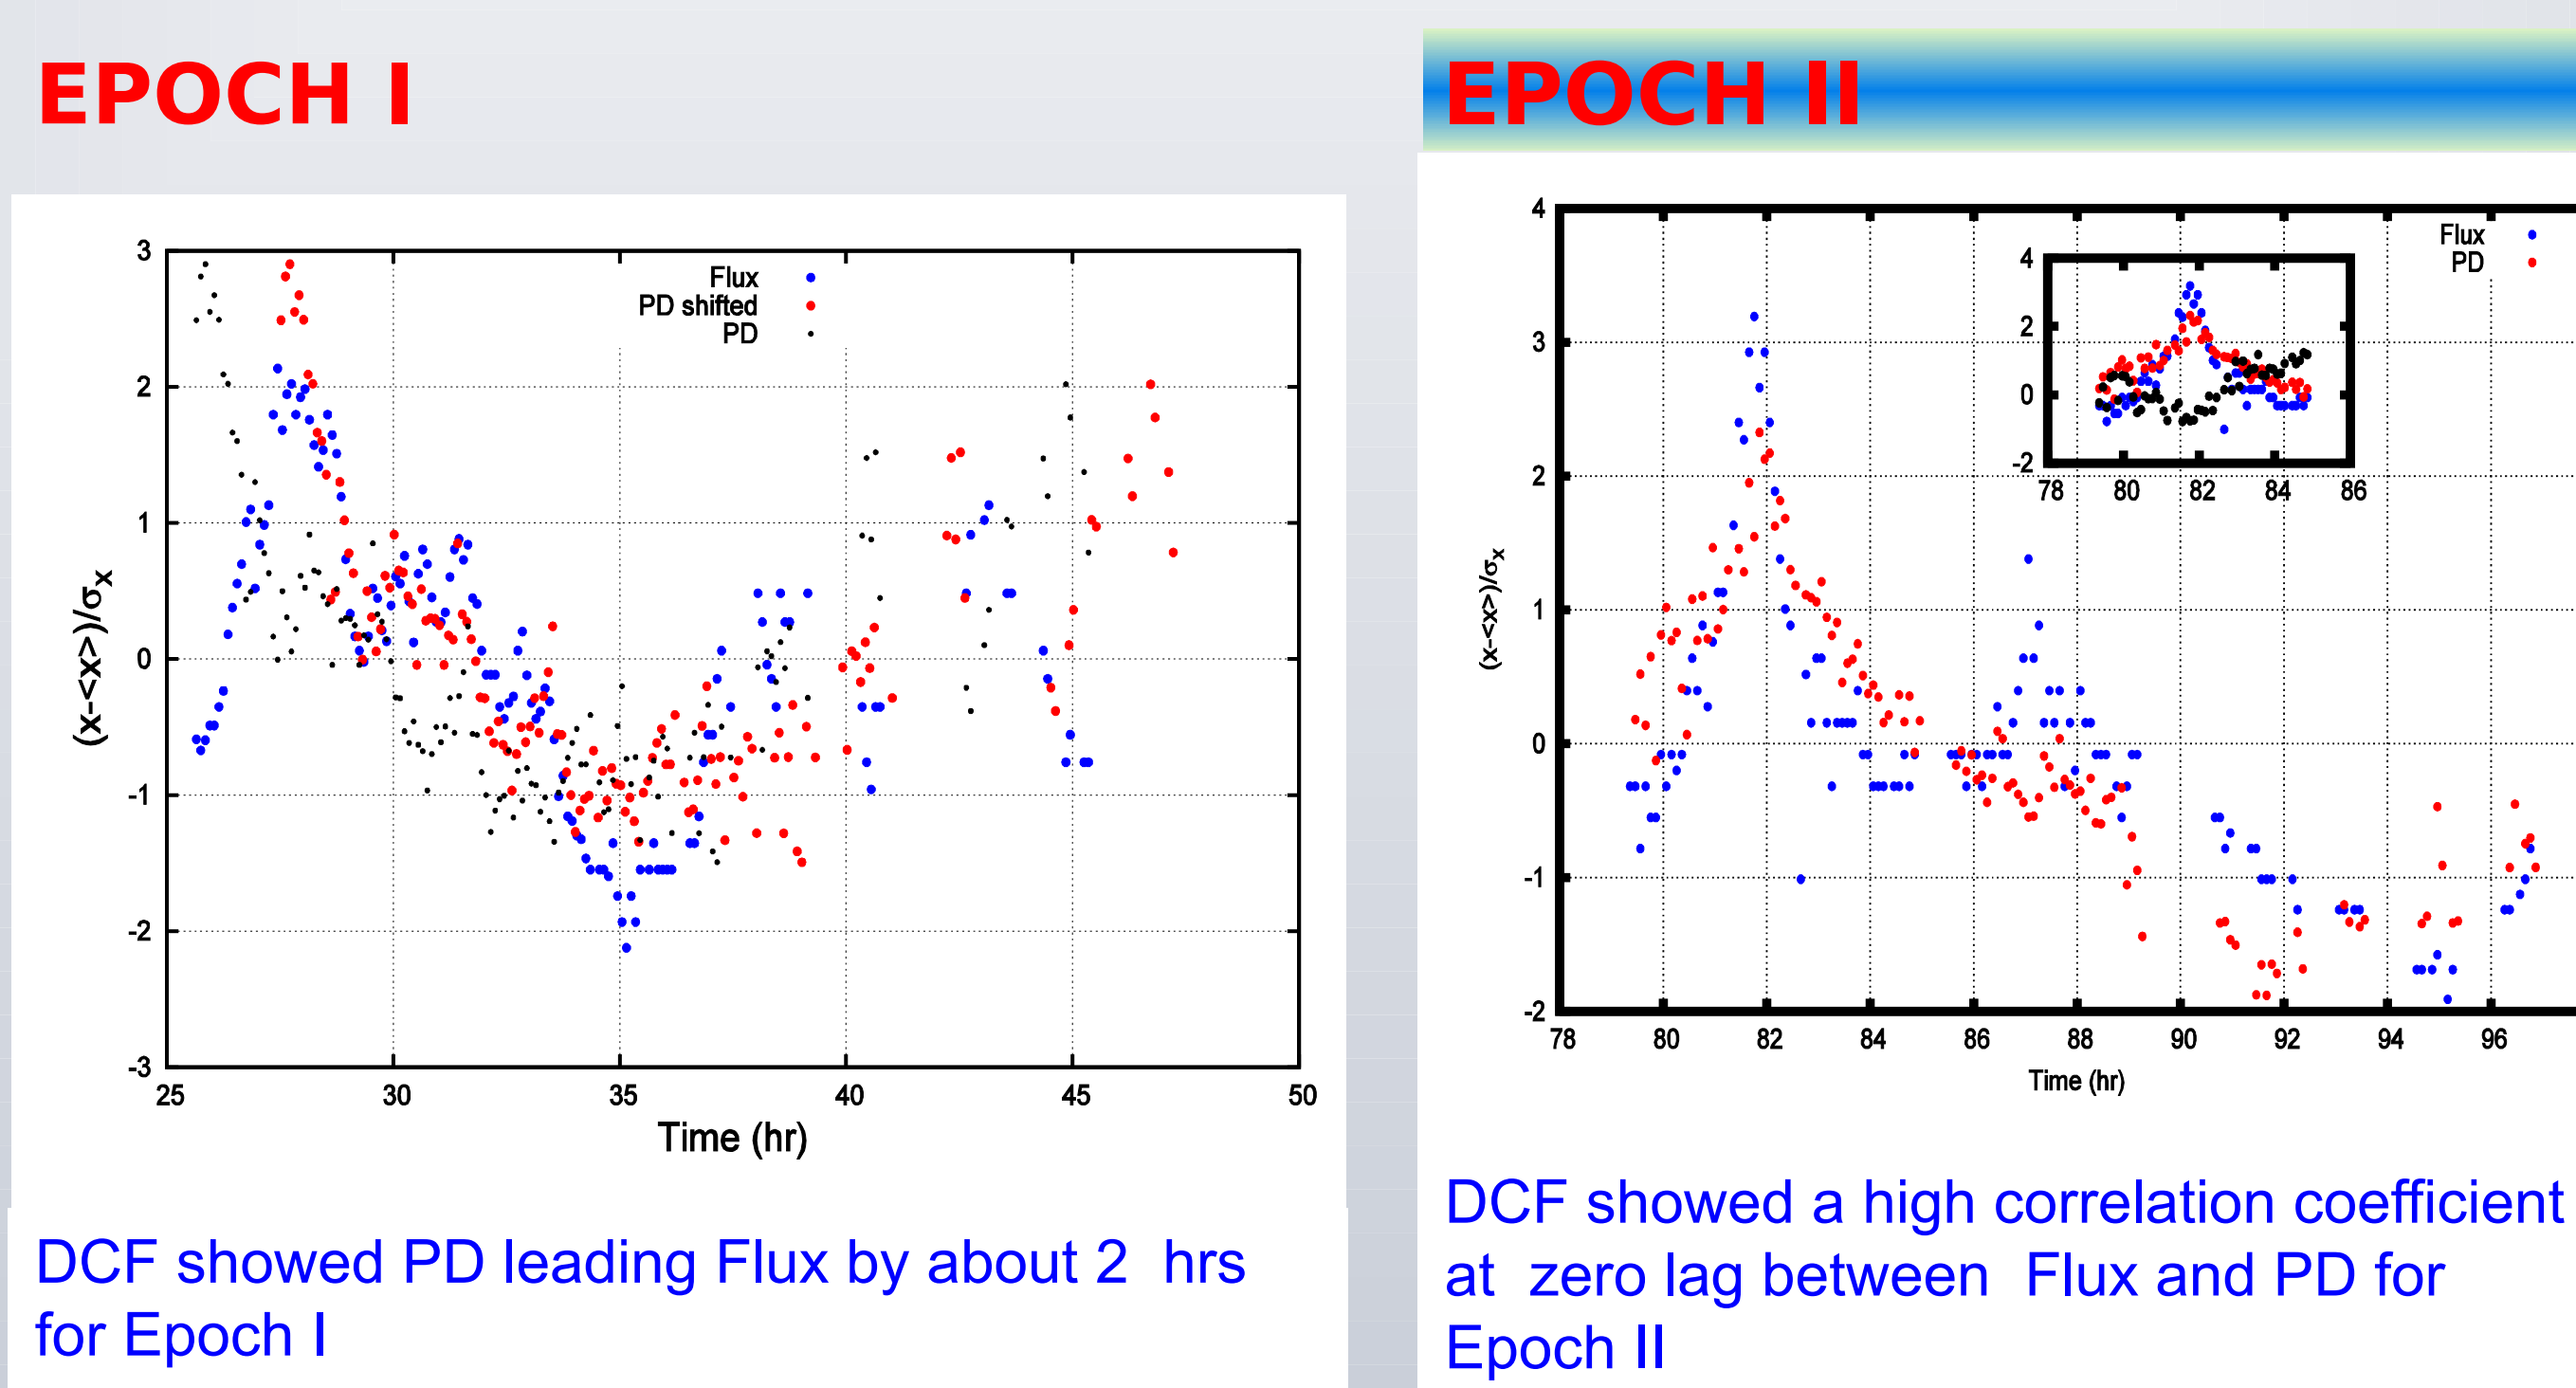 EPOCH I
3
2
1
0
-1
-2
-3
25 30 35 40 45 50
(x-<x>)/σx
Time (hr)
Flux
PD shifted
PD
DCF showed PD leading Flux by about 2 hrs
for Epoch I
EPOCH II
4
3
2
1
0
-1
-2
78 80 82 84 86 88 90 92 94 96
(x-<x>)/σx
Time (hr)
Flux
PD
4
2
0
-2
78 80 82 84 86
DCF showed a high correlation coefficient
at zero lag between Flux and PD for
Epoch II